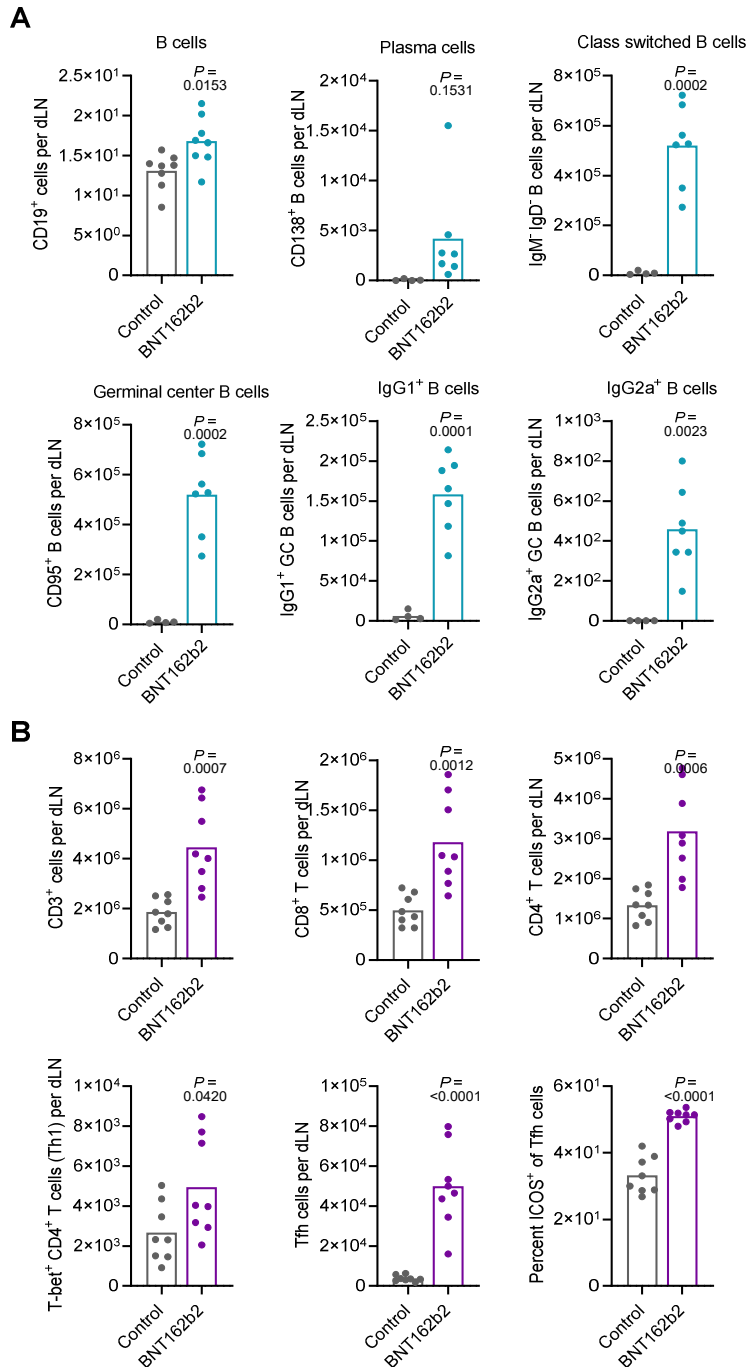 A
B cells
P =
0.0153
CD19⁺ cells per dLN
2.5×10¹
2×10¹
1.5×10¹
1×10¹
5×10⁰
0
Control
BNT162b2
Plasma cells
P =
0.1531
CD138⁺ B cells per dLN
2×10⁴
1.5×10⁴
1×10⁴
5×10³
0
Control
BNT162b2
Class switched B cells
P =
0.0002
IgM⁻ IgD⁻ B cells per dLN
8×10⁵
6×10⁵
4×10⁵
2×10⁵
0
Control
BNT162b2
Germinal center B cells
P =
0.0002
CD95⁺ B cells per dLN
8×10⁵
6×10⁵
4×10⁵
2×10⁵
0
Control
BNT162b2
IgG1⁺ B cells
P =
0.0001
IgG1⁺ GC B cells per dLN
2.5×10⁵
2×10⁵
1.5×10⁵
1×10⁵
5×10⁴
0
Control
BNT162b2
IgG2a⁺ B cells
P =
0.0023
IgG2a⁺ GC B cells per dLN
1×10³
8×10²
6×10²
4×10²
2×10²
0
Control
BNT162b2
B
P =
0.0007
CD3⁺ cells per dLN
8×10⁶
6×10⁶
4×10⁶
2×10⁶
0
Control
BNT162b2
P =
0.0012
CD8⁺ T cells per dLN
2×10⁶
1.5×10⁶
1×10⁶
5×10⁵
0
Control
BNT162b2
P =
0.0006
CD4⁺ T cells per dLN
5×10⁶
4×10⁶
3×10⁶
2×10⁶
1×10⁶
0
Control
BNT162b2
P =
0.0420
T-bet⁺ CD4⁺ T cells (Th1) per dLN
1×10⁴
8×10³
6×10³
4×10³
2×10³
0
Control
BNT162b2
P =
<0.0001
Tfh cells per dLN
1×10⁵
8×10⁴
6×10⁴
4×10⁴
2×10⁴
0
Control
BNT162b2
P =
<0.0001
Percent ICOS⁺ of Tfh cells
6×10¹
4×10¹
2×10¹
0
Control
BNT162b2